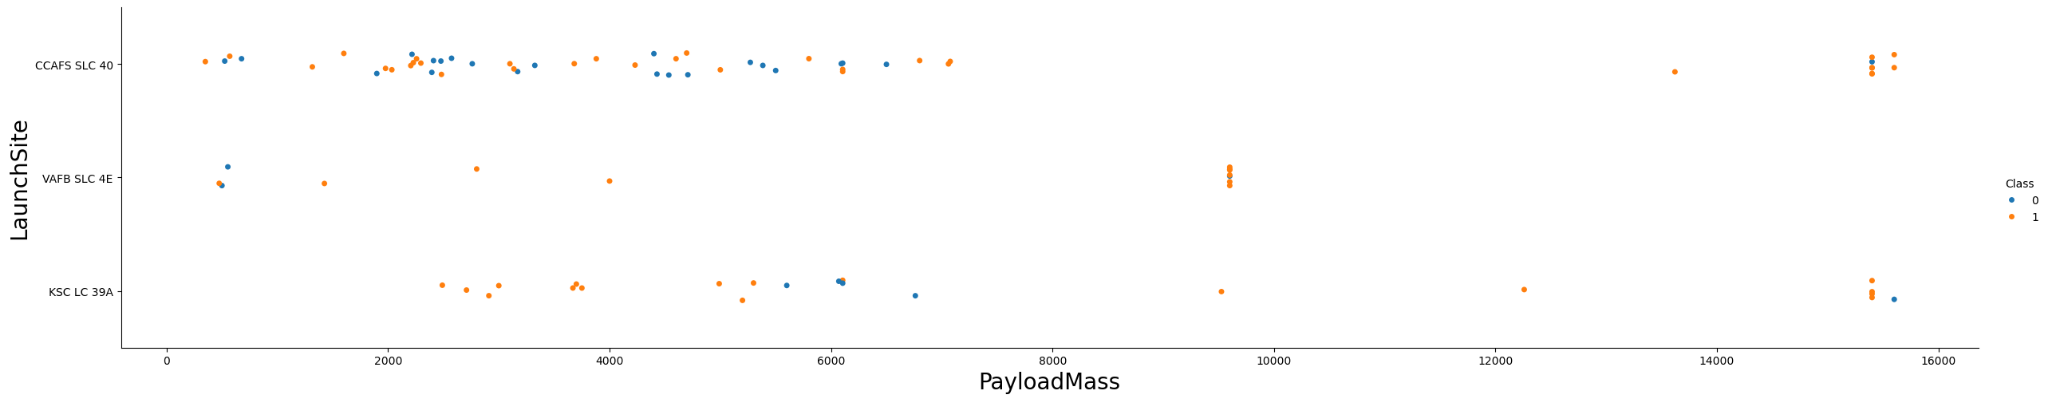 LaunchSite
CCAFS SLC 40
VAFB SLC 4E
KSC LC 39A
0 2000 4000 6000 8000 10000 12000 14000 16000
PayloadMass
Class
0
1